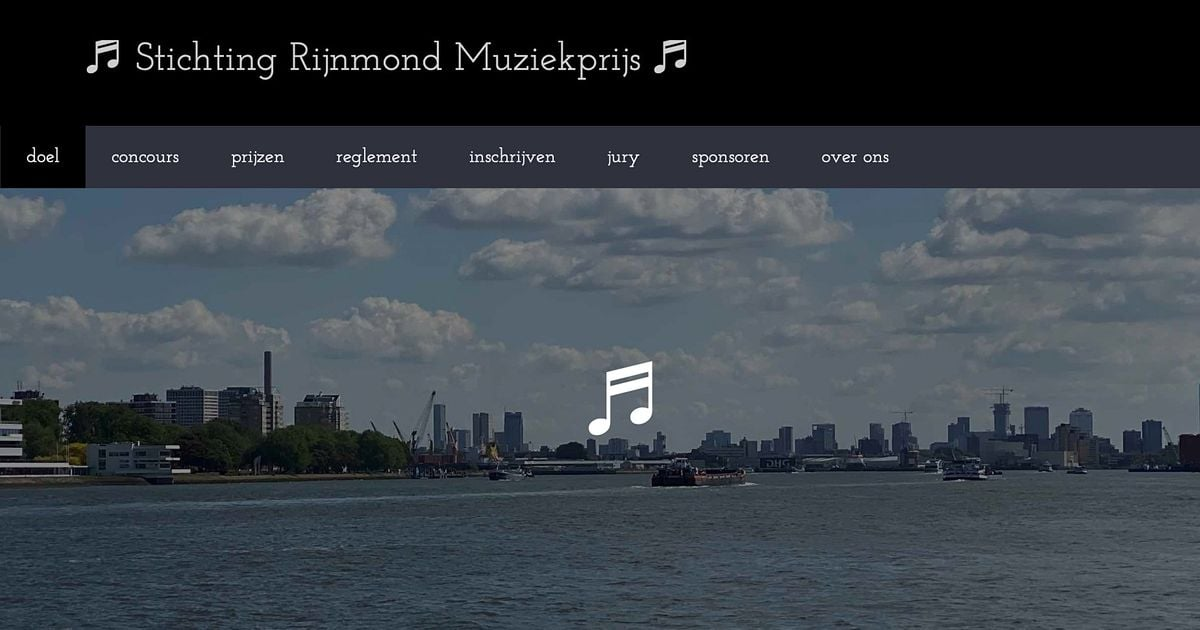 🎜 Stichting Rijnmond Muziekprijs 🎜
doel concours prijzen reglement inschrijven jury sponsoren over ons